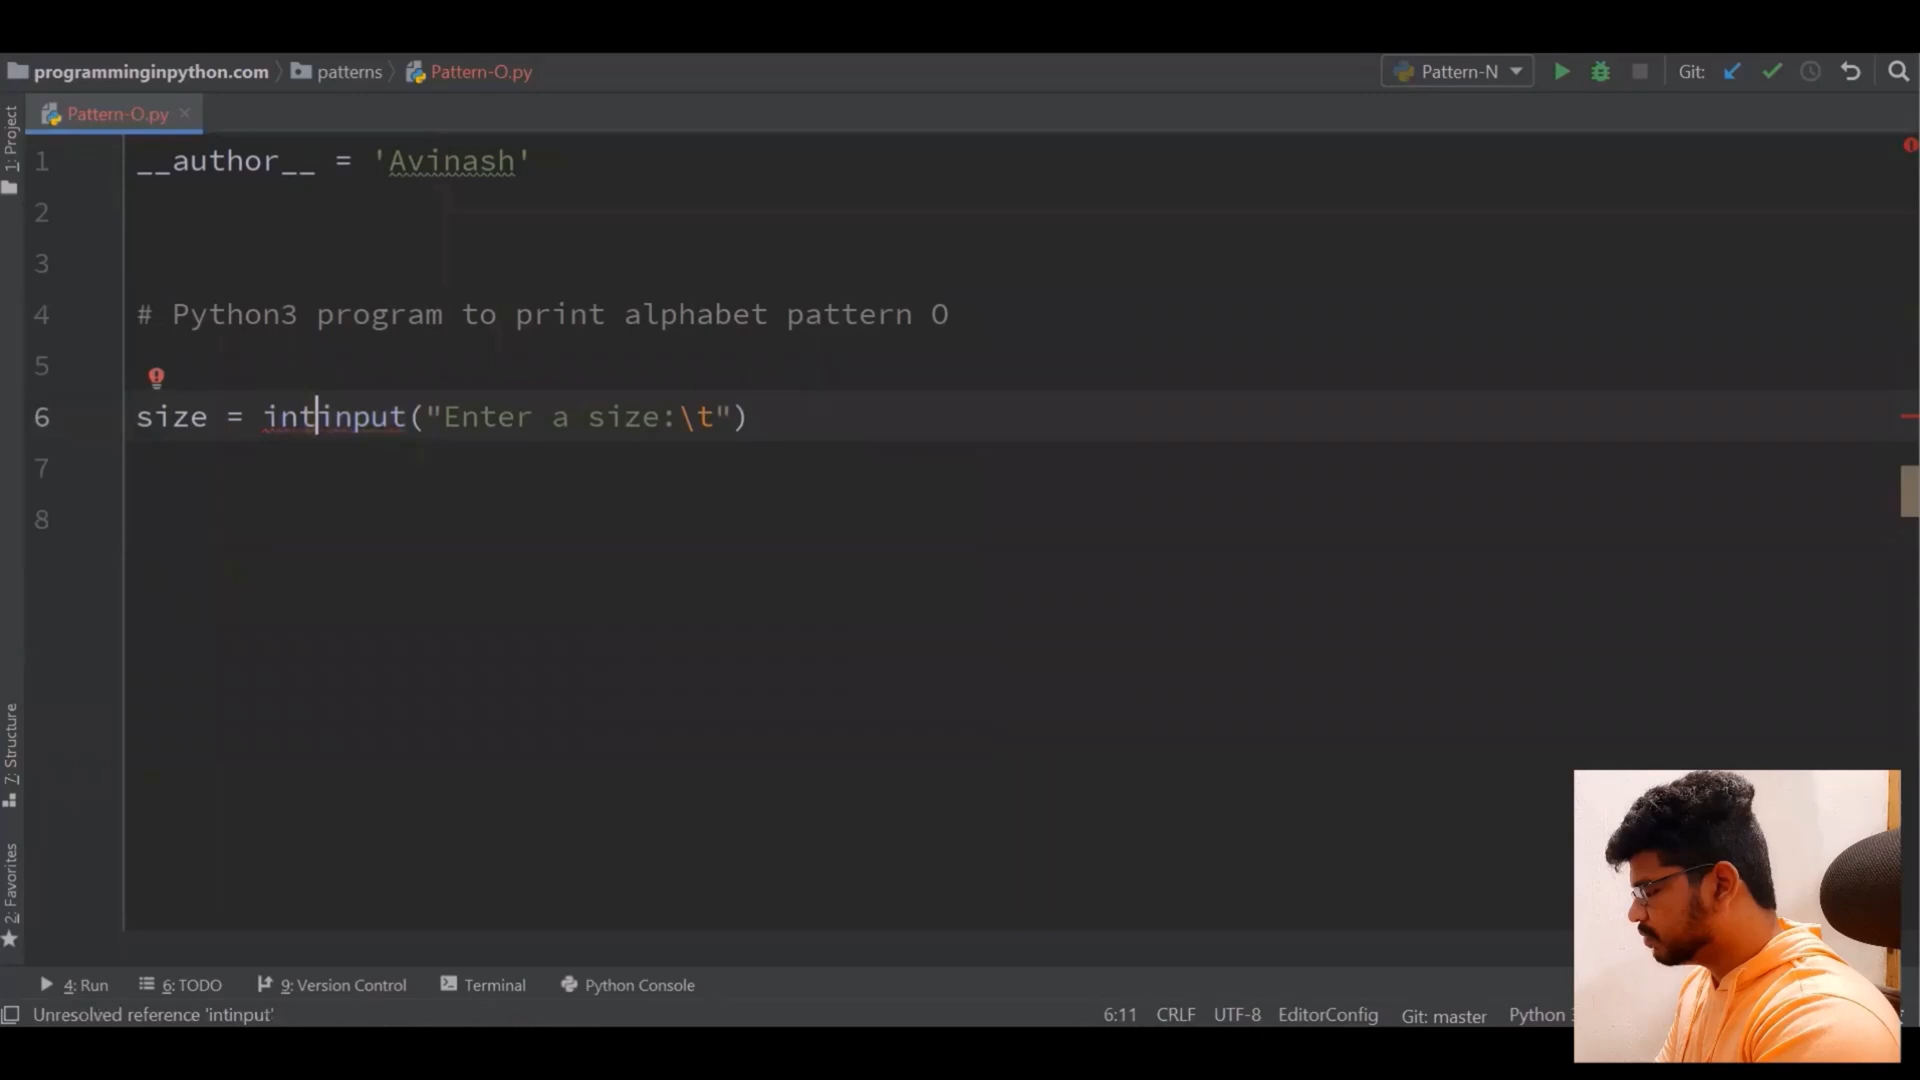 programminginpython.com patterns Pattern-O.py Pattern-N Git:
Pattern-O.py
1: Project
1 __author__ = 'Avinash'
2
3
4 # Python3 program to print alphabet pattern O
5
6 size = intinput("Enter a size:\t")
7
8
7: Structure
2: Favorites
4: Run 6: TODO 9: Version Control Terminal Python Console
Unresolved reference 'intinput' 6:11 CRLF UTF-8 EditorConfig Git: master Python